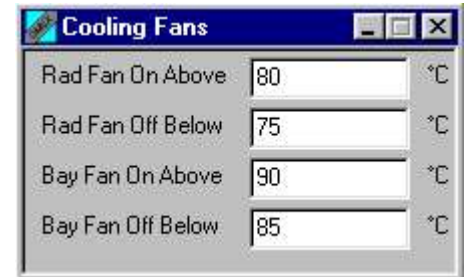 Cooling Fans
Rad Fan On Above 80 °C
Rad Fan Off Below 75 °C
Bay Fan On Above 90 °C
Bay Fan Off Below 85 °C